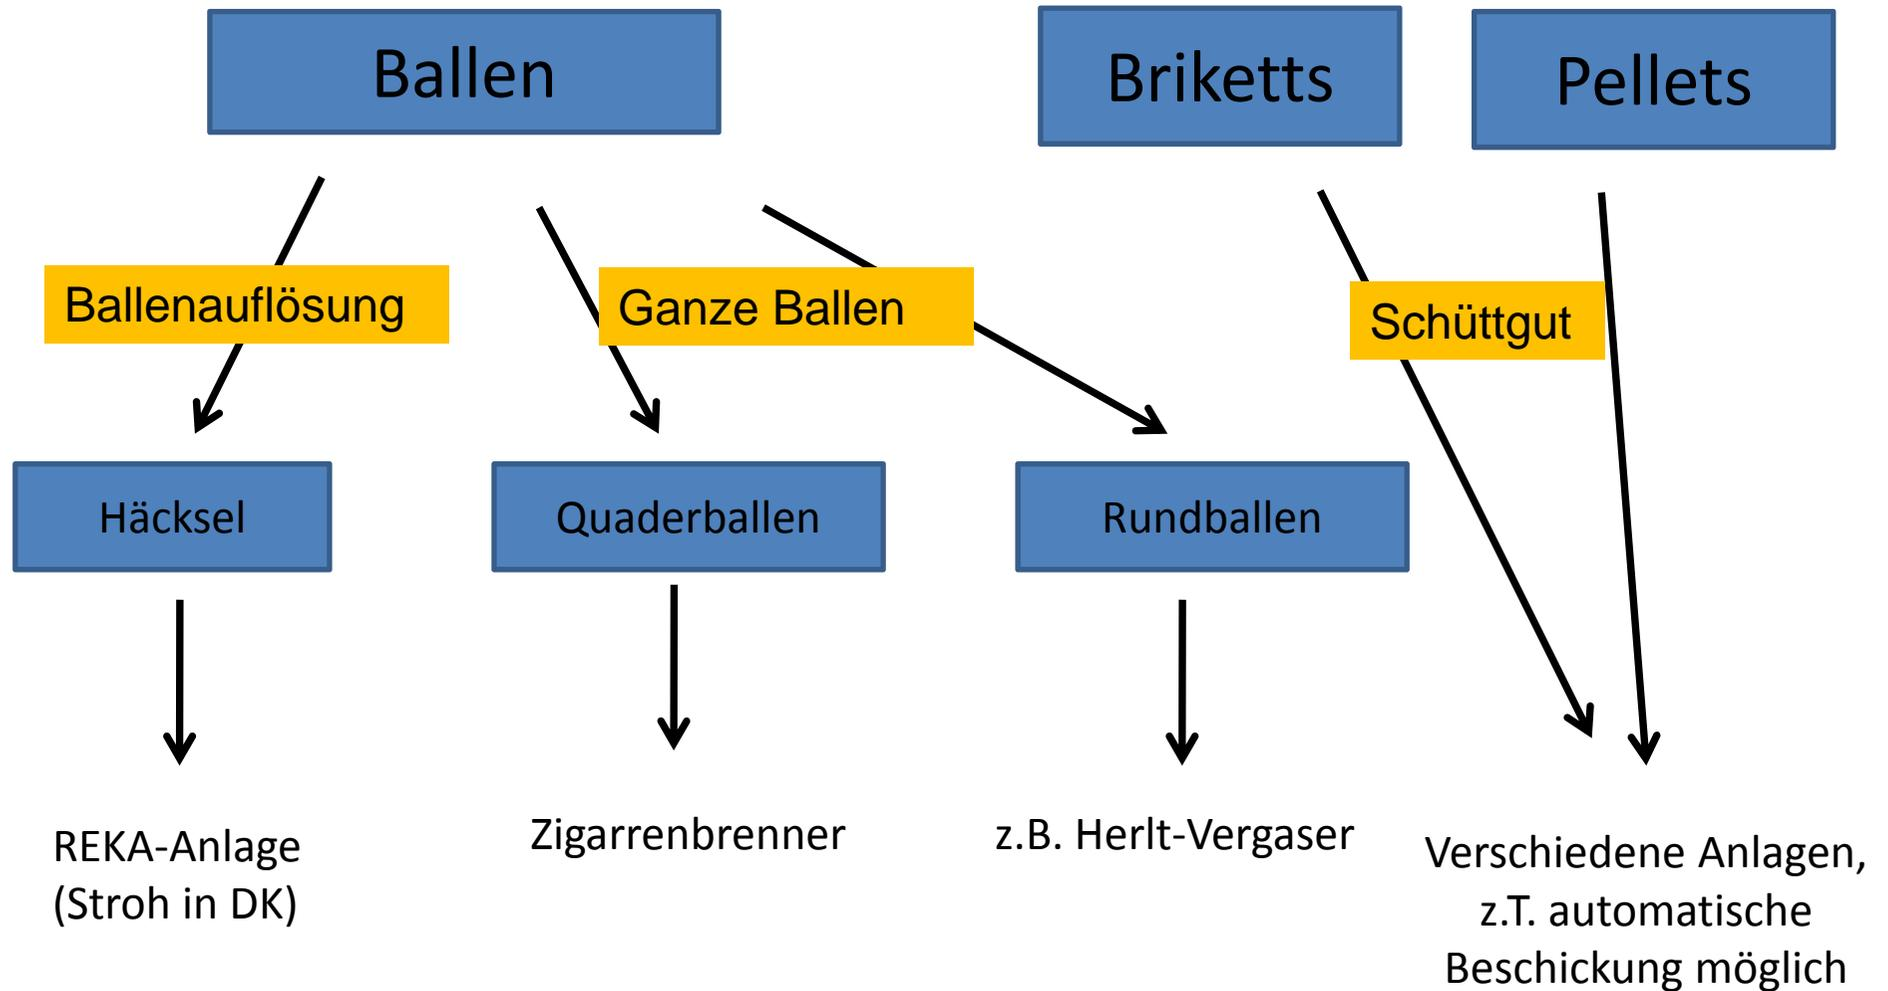 Ballen
Briketts
Pellets
Ballenauflösung
Ganze Ballen
Schüttgut
Häcksel
Quaderballen
Rundballen
REKA-Anlage
(Stroh in DK)
Zigarrenbrenner
z.B. Herlt-Vergaser
Verschiedene Anlagen,
z.T. automatische
Beschickung möglich